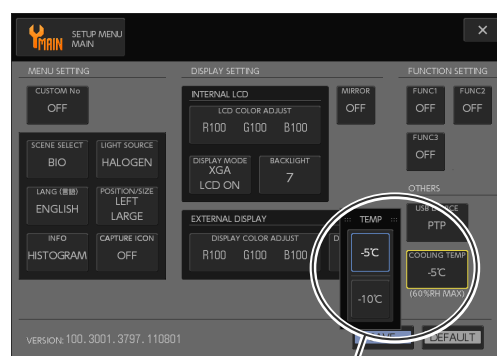 MAIN
SETUP MENU
MAIN
×
MENU SETTING
CUSTOM No
OFF
SCENE SELECT
BIO
LIGHT SOURCE
HALOGEN
LANG (言語)
ENGLISH
POSITION/SIZE
LEFT
LARGE
INFO
HISTOGRAM
CAPTURE ICON
OFF
DISPLAY SETTING
INTERNAL LCD
LCD COLOR ADJUST
R100 G100 B100
DISPLAY MODE
XGA
LCD ON
BACKLIGHT
7
MIRROR
OFF
EXTERNAL DISPLAY
DISPLAY COLOR ADJUST
R100 G100 B100
FUNCTION SETTING
FUNC1
OFF
FUNC2
OFF
FUNC3
OFF
OTHERS
PTP
TEMP
-5℃
-10℃
COOLING TEMP
-5℃
(60%RH MAX)
VERSION: 100. 3001. 3797. 110801
DEFAULT